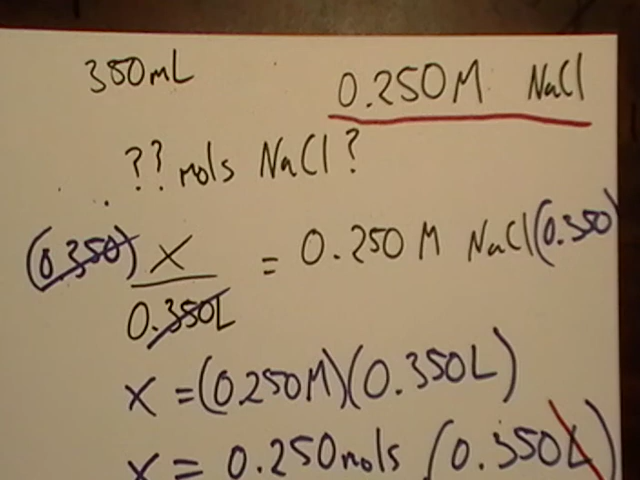 350mL 0.250M NaCl
?? mols NaCl?
(0.350) X = 0.250 M NaCl (0.350)
0.350L
X = (0.250M)(0.350L)
X = 0.250mols (0.350L)